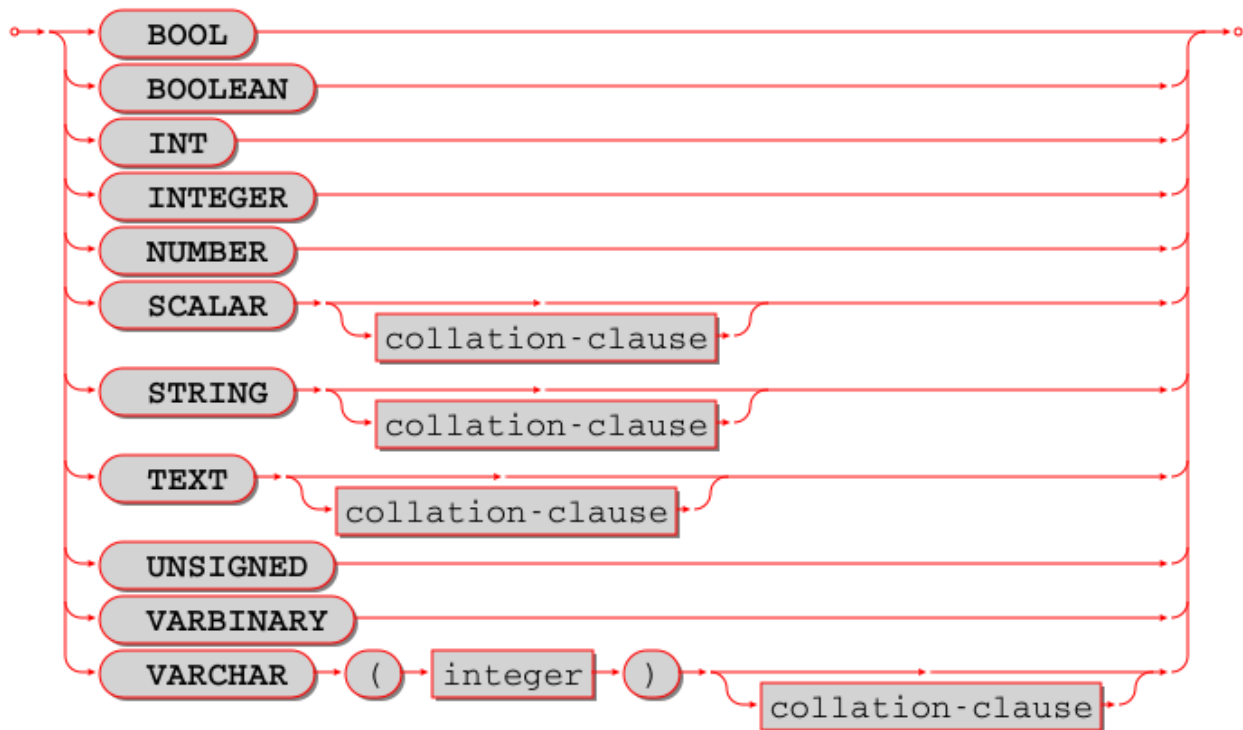 BOOL
BOOLEAN
INT
INTEGER
NUMBER
SCALAR
collation-clause
STRING
collation-clause
TEXT
collation-clause
UNSIGNED
VARBINARY
VARCHAR ( integer )
collation-clause